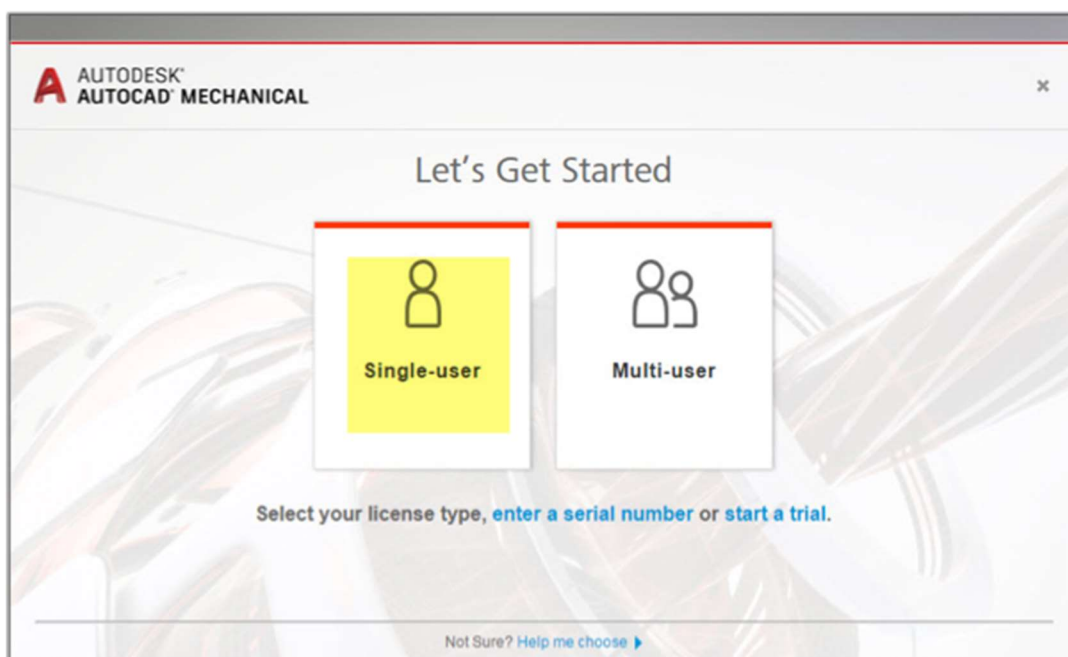 AUTODESK®
AUTOCAD® MECHANICAL
Let's Get Started
Single-user
Multi-user
Select your license type, enter a serial number or start a trial.
Not Sure? Help me choose